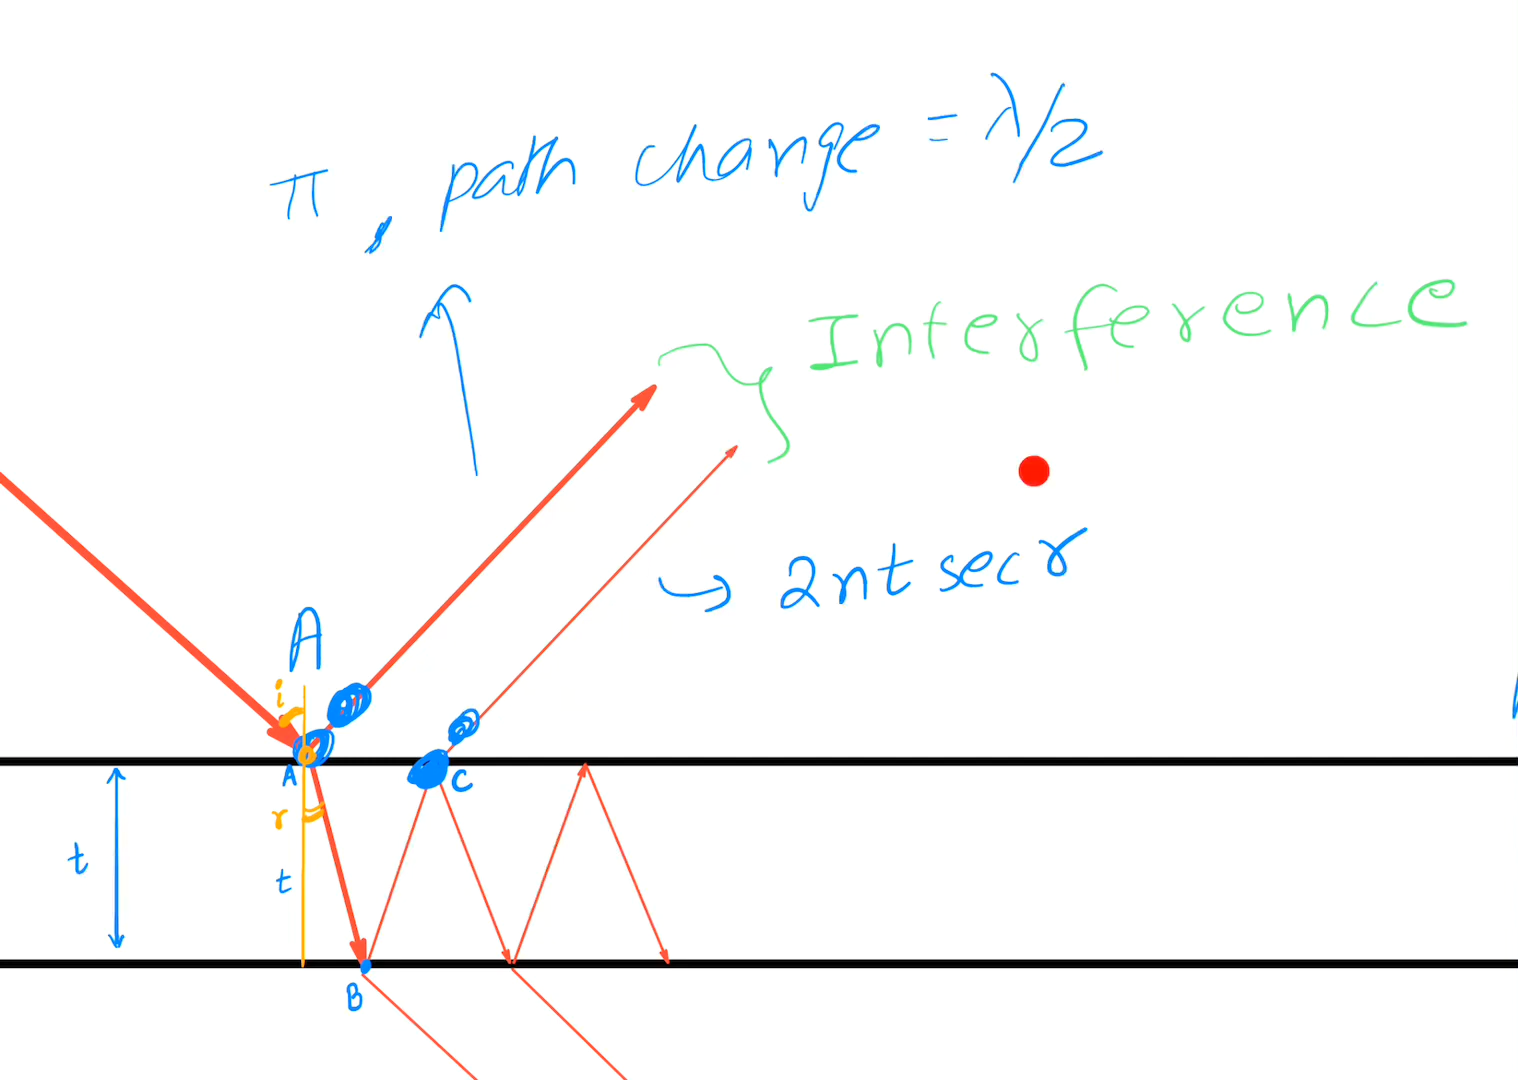 π, path change = λ/2
Interference
→ 2nt sec r
A
i
A
C
r
t
t
B